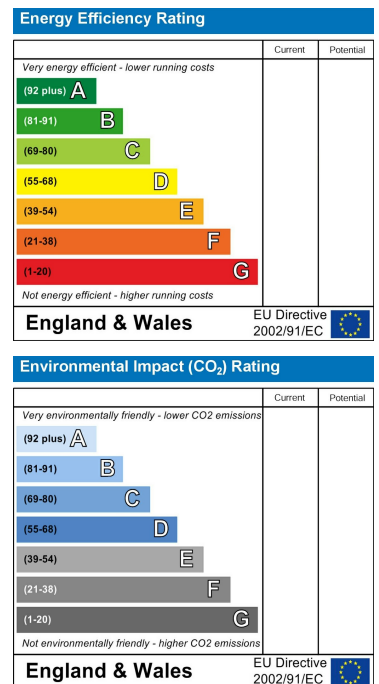 Energy Efficiency Rating
Current Potential
Very energy efficient - lower running costs
(92 plus) A
(81-91) B
(69-80) C
(55-68) D
(39-54) E
(21-38) F
(1-20) G
Not energy efficient - higher running costs
England & Wales
EU Directive
2002/91/EC
Environmental Impact (CO₂) Rating
Current Potential
Very environmentally friendly - lower CO2 emissions
(92 plus) A
(81-91) B
(69-80) C
(55-68) D
(39-54) E
(21-38) F
(1-20) G
Not environmentally friendly - higher CO2 emissions
England & Wales
EU Directive
2002/91/EC